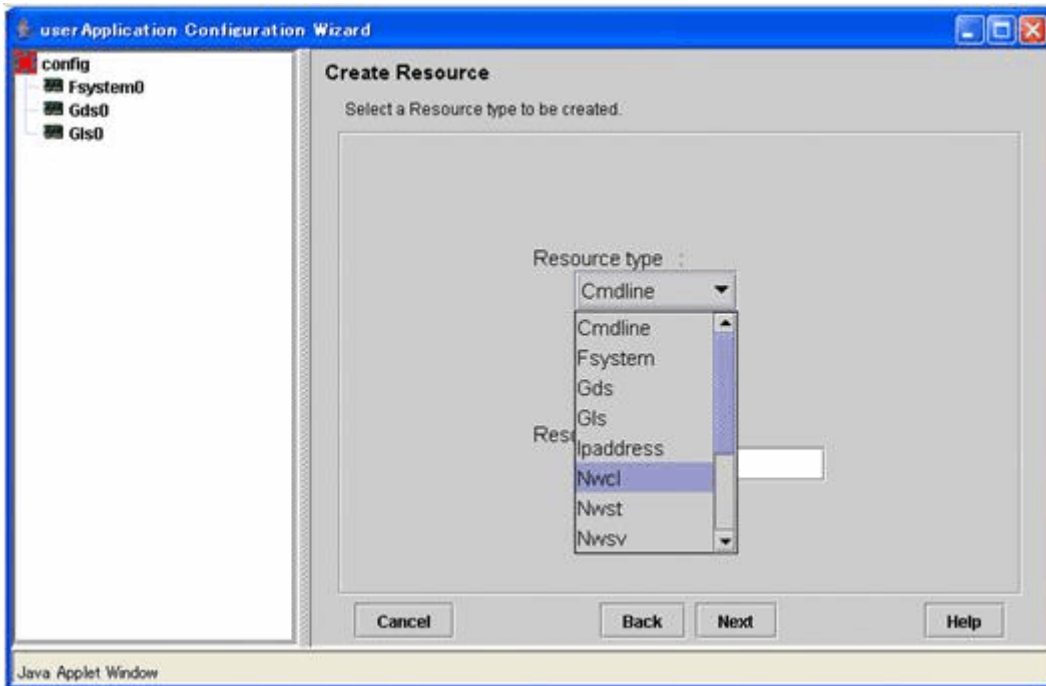 userApplication Configuration Wizard
config
Fsystem0
Gds0
Gls0
Create Resource
Select a Resource type to be created.
Resource type :
Cmdline
Cmdline
Fsystem
Gds
Gls
Ipaddress
Nwcl
Nwst
Nwsv
Cancel
Back
Next
Help
Java Applet Window